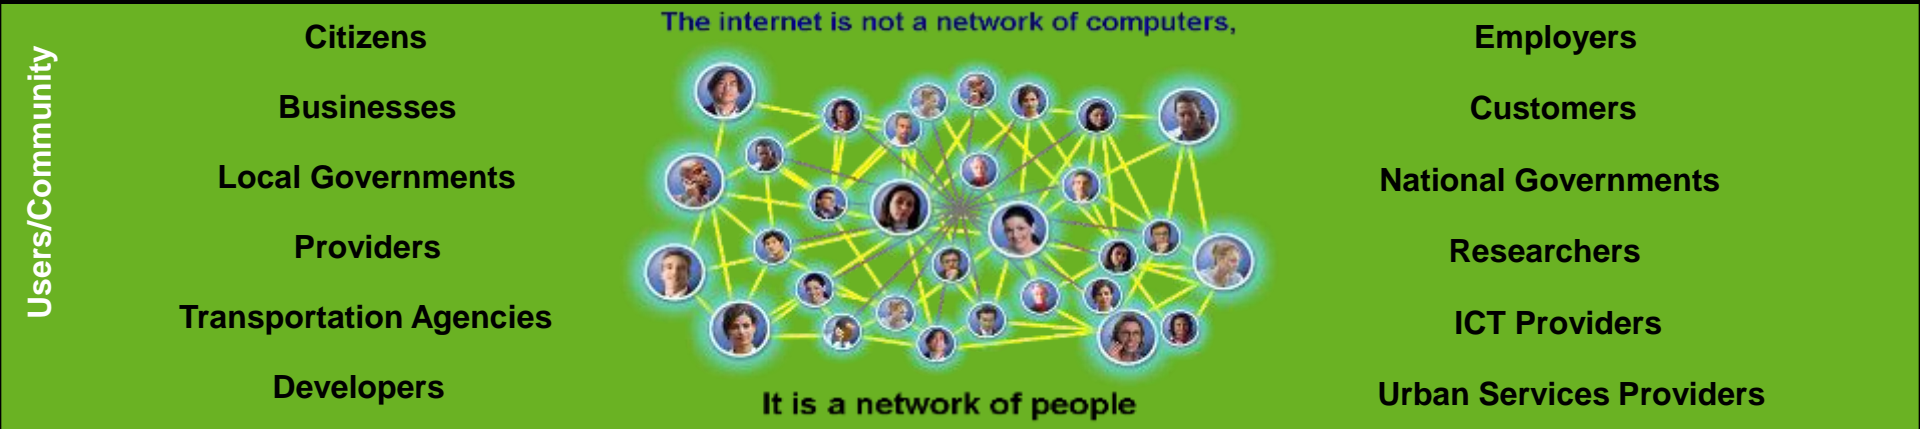 Users/Community
Citizens
Businesses
Local Governments
Providers
Transportation Agencies
Developers
The internet is not a network of computers,
It is a network of people
Employers
Customers
National Governments
Researchers
ICT Providers
Urban Services Providers